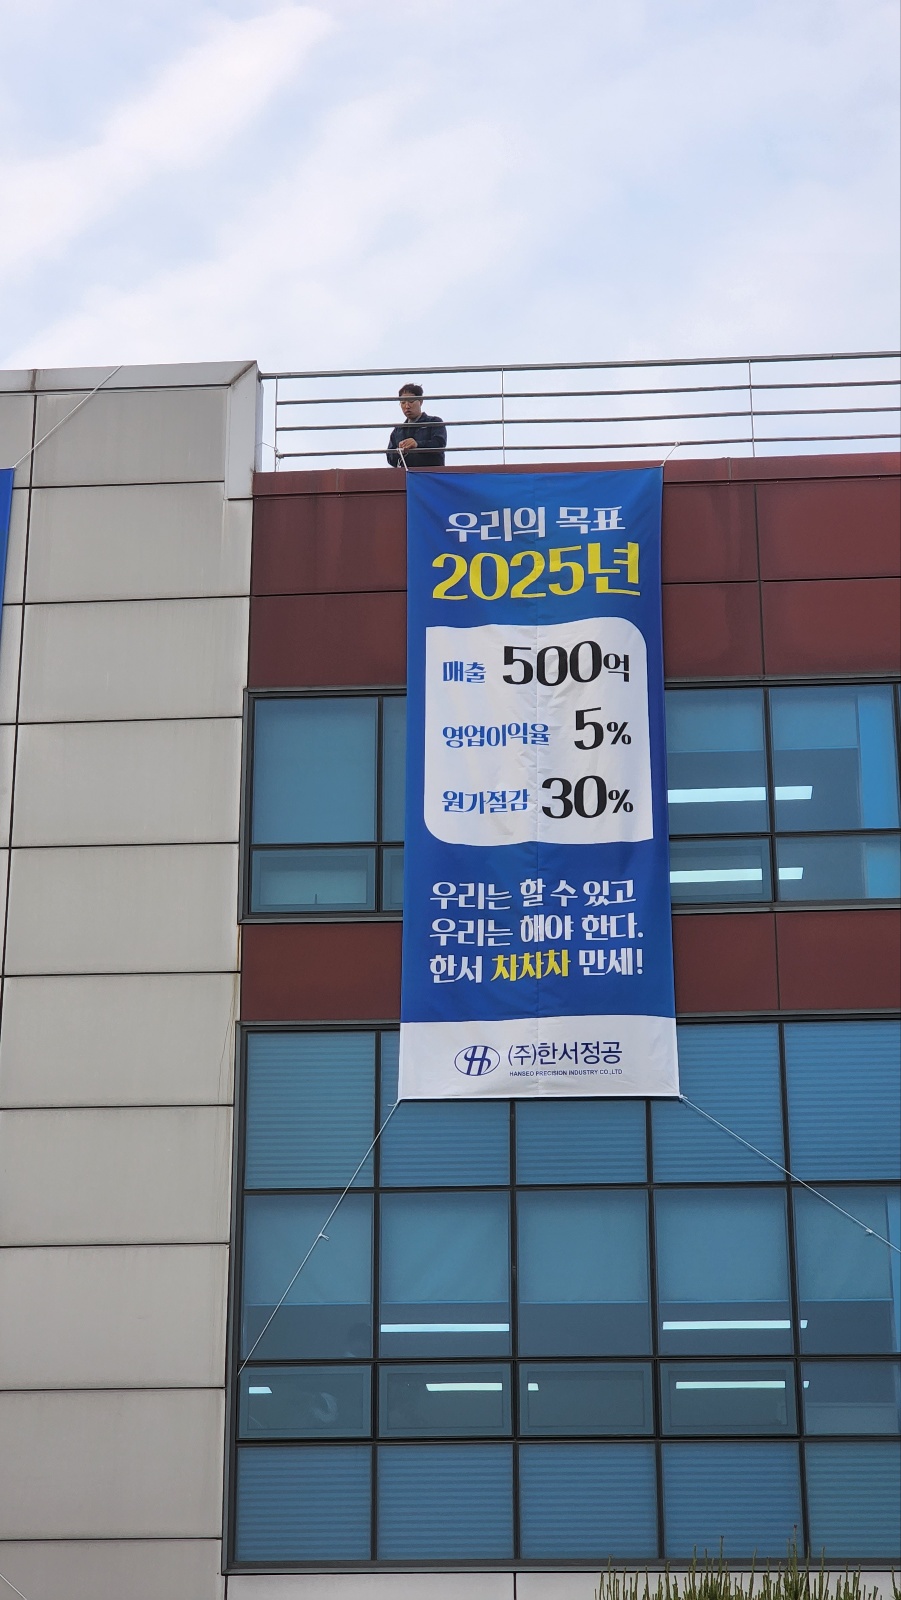 우리의 목표
2025년
매출 500억
영업이익율 5%
원가절감 30%
우리는 할 수 있고
우리는 해야 한다.
한서 차차차 만세!
(주)한서정공
HANSEO PRECISION INDUSTRY CO.,LTD